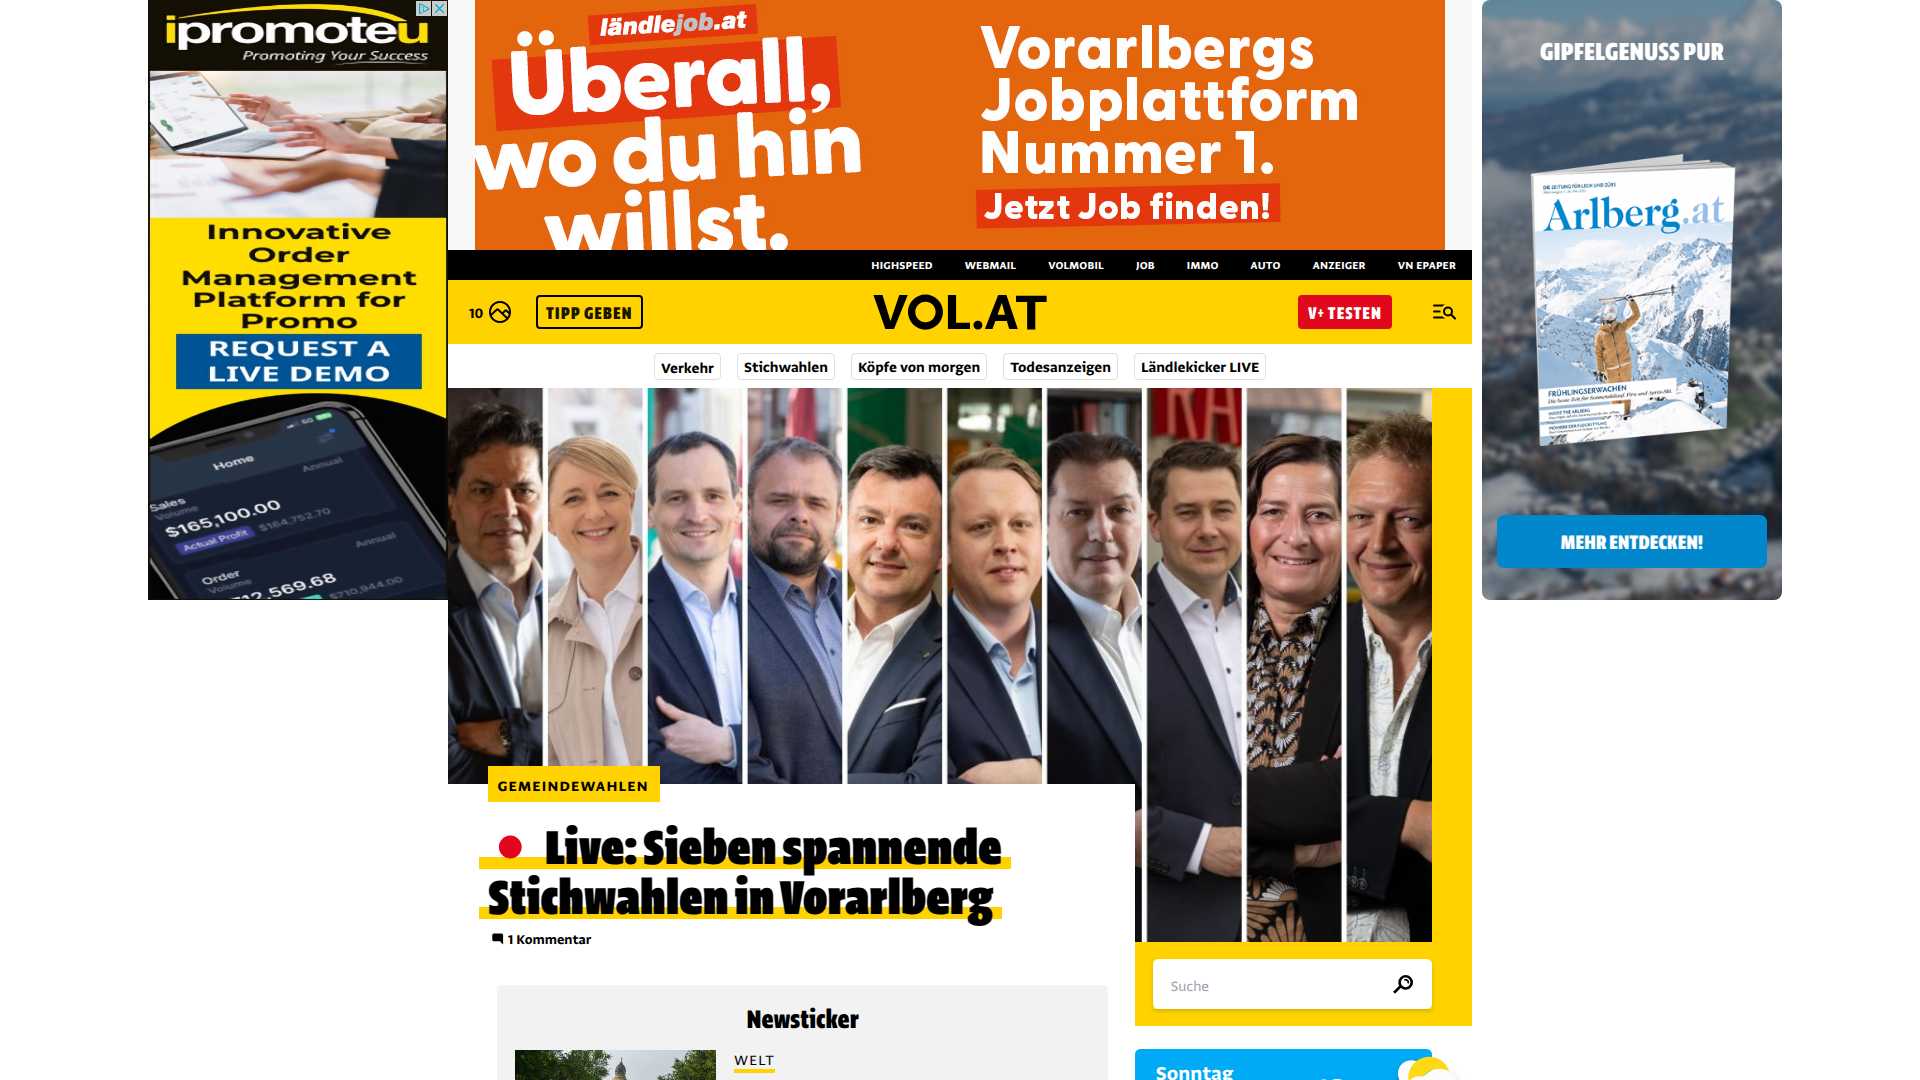 ipromoteu
Promoting Your Success
Innovative
Order
Management
Platform for
Promo
REQUEST A
LIVE DEMO
Home
Annual
Sales
Volume
$165,100.00
$164,752.70
Actual Profit
Annual
Order
Volume
712,569.68
$710,944.00
ländlejob.at
Überall,
wo du hin
willst.
Vorarlbergs
Jobplattform
Nummer 1.
Jetzt Job finden!
GIPFELGENUSS PUR
Arlberg.at
FRÜHLINGSERWACHEN
MEHR ENTDECKEN!
HIGHSPEED WEBMAIL VOLMOBIL JOB IMMO AUTO ANZEIGER VN EPAPER
10 TIPP GEBEN VOL.AT V+ TESTEN
Verkehr Stichwahlen Köpfe von morgen Todesanzeigen Ländlekicker LIVE
GEMEINDEWAHLEN
Live: Sieben spannende
Stichwahlen in Vorarlberg
1 Kommentar
Suche
Newsticker
WELT
Sonntag